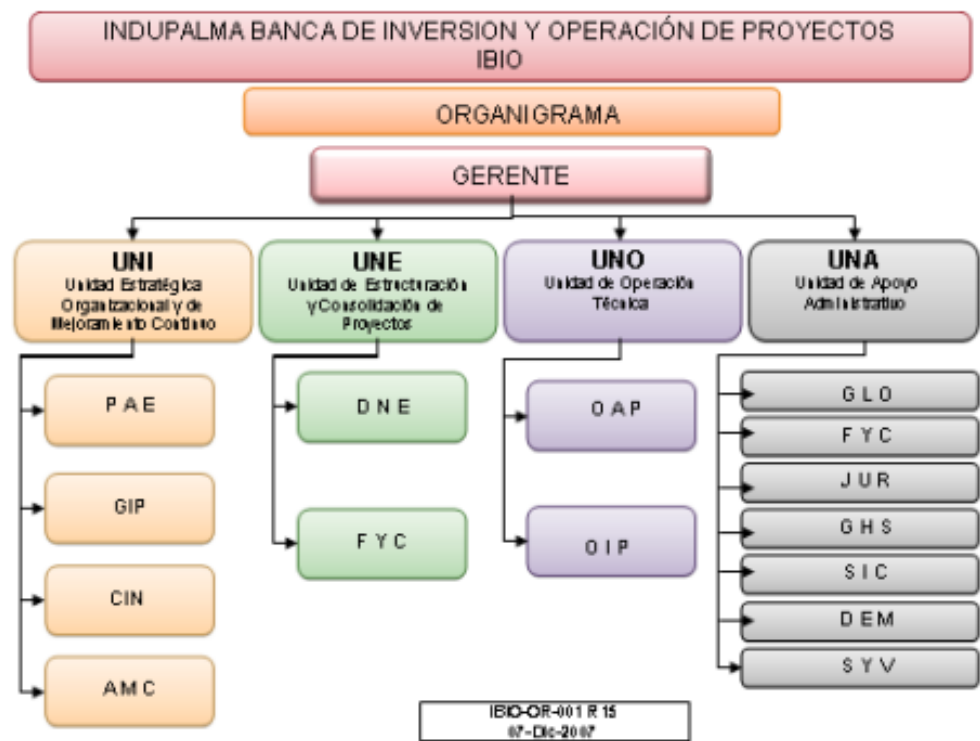 INDUPALMA BANCA DE INVERSION Y OPERACIÓN DE PROYECTOS
IBIO
ORGANIGRAMA
GERENTE
UNI
Unidad Estratégica
Organizacional y de
Mejoramiento Continuo
PAE
GIP
CIN
AMC
UNE
Unidad de Estructuración
y Consolidación de
Proyectos
DNE
FYC
UNO
Unidad de Operación
Técnica
OAP
OIP
UNA
Unidad de Apoyo
Administrativo
GLO
FYC
JUR
GHS
SIC
DEM
SYV
IBIO-OR-001 R 15
07-Dic-2007